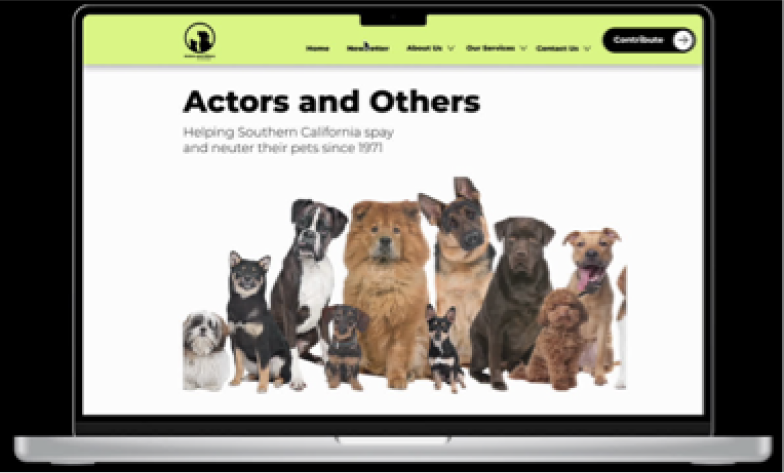 Home Newsletter About Us Our Services Contact Us Contribute
Actors and Others
Helping Southern California spay
and neuter their pets since 1971